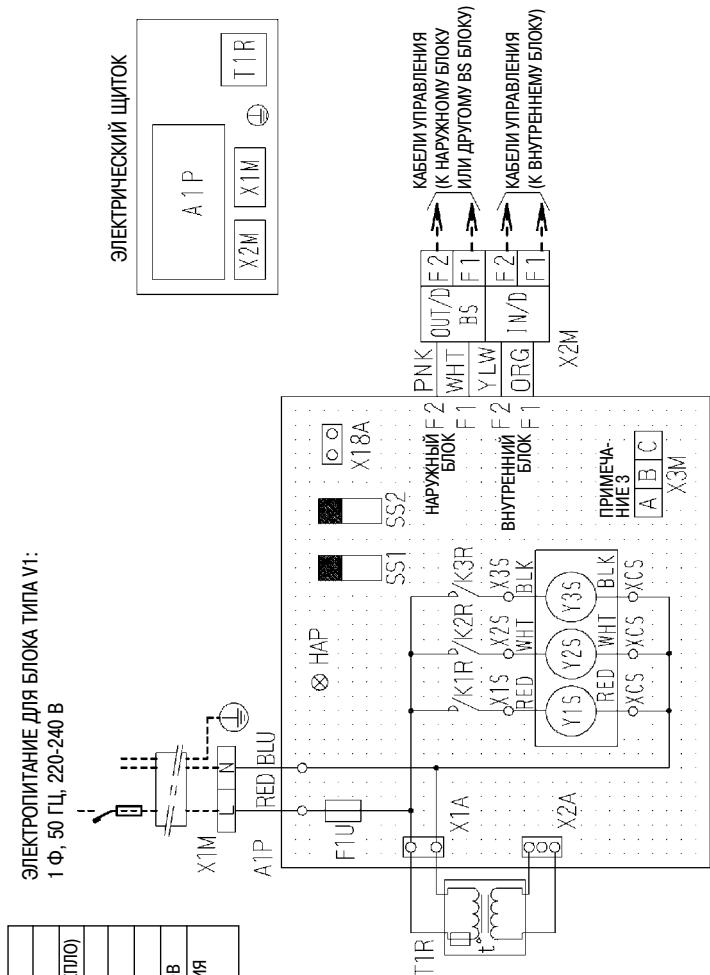 ЭЛЕКТРИЧЕСКИЙ ЩИТОК
A1P
T1R
X2M
X1M
ЭЛЕКТРОПИТАНИЕ ДЛЯ БЛОКА ТИПА V1:
1 Ф, 50 ГЦ, 220-240 В
X1M
L
N
RED
BLU
A1P
F1U
HAP
SS1
SS2
X18A
X1A
T1R
t°
X2A
K1R
K2R
K3R
X1S
X2S
X3S
RED
WHT
BLK
Y1S
Y2S
Y3S
RED
WHT
BLK
XCS
XCS
XCS
НАРУЖНЫЙ
БЛОК
F2
F1
ВНУТРЕННИЙ
БЛОК
F2
F1
ПРИМЕЧА-
НИЕ 3
A B C
X3M
PNK
WHT
YLW
ORG
OUT/D
BS
F2
F1
IN/D
F2
F1
X2M
КАБЕЛИ УПРАВЛЕНИЯ
(К НАРУЖНОМУ БЛОКУ
ИЛИ ДРУГОМУ BS БЛОКУ)
КАБЕЛИ УПРАВЛЕНИЯ
(К ВНУТРЕННЕМУ БЛОКУ)